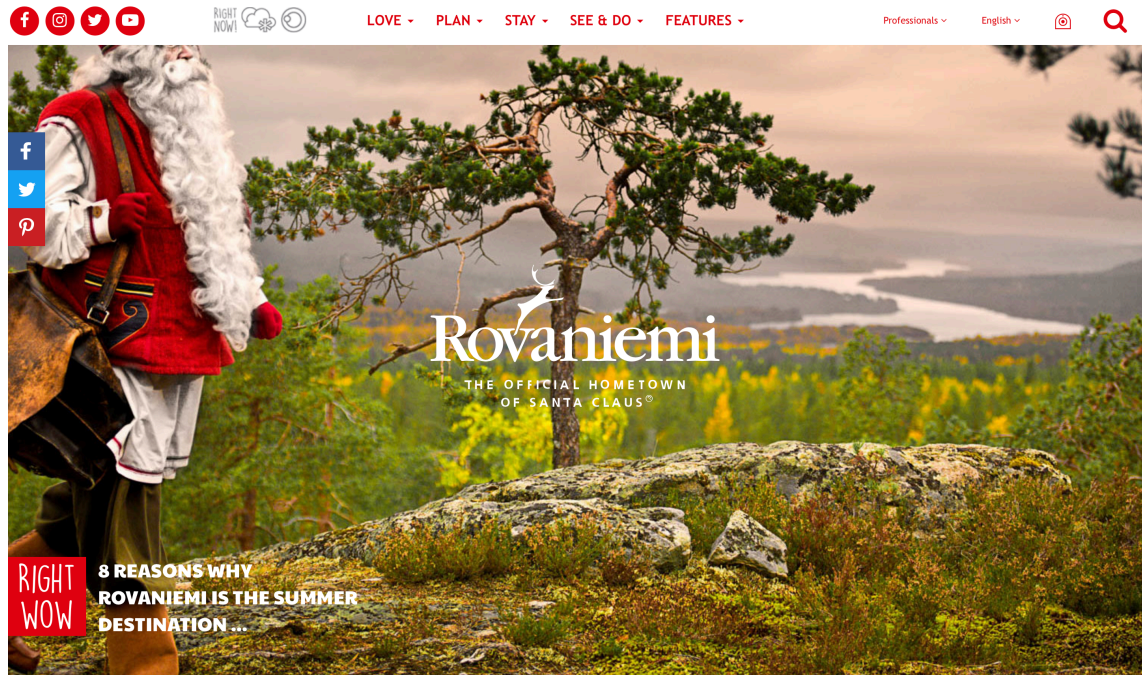 RIGHT
NOW!
LOVE
PLAN
STAY
SEE & DO
FEATURES
Professionals
English
Rovaniemi
THE OFFICIAL HOMETOWN
OF SANTA CLAUS®
RIGHT
WOW
8 REASONS WHY
ROVANIEMI IS THE SUMMER
DESTINATION ...